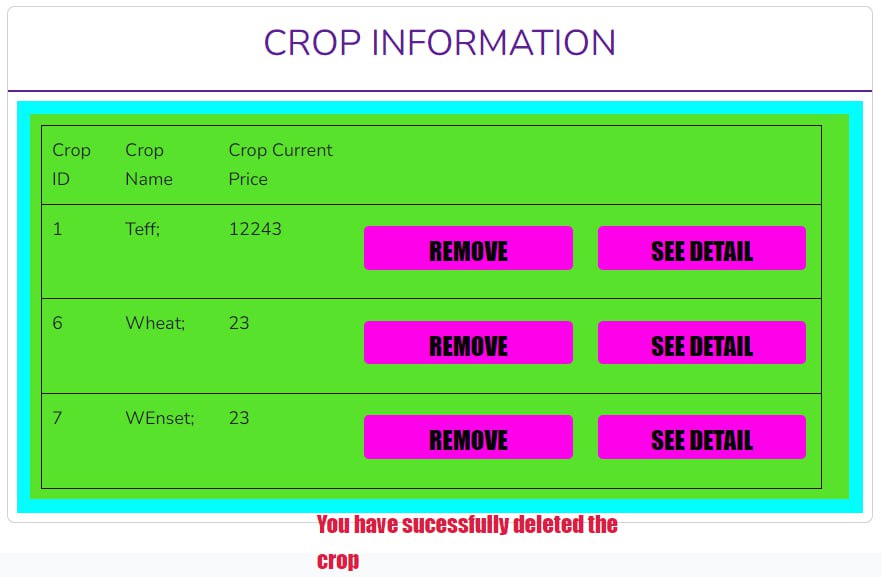 CROP INFORMATION
Crop ID Crop Name Crop Current Price
1 Teff; 12243 REMOVE SEE DETAIL
6 Wheat; 23 REMOVE SEE DETAIL
7 WEnset; 23 REMOVE SEE DETAIL
You have sucessfully deleted the
crop